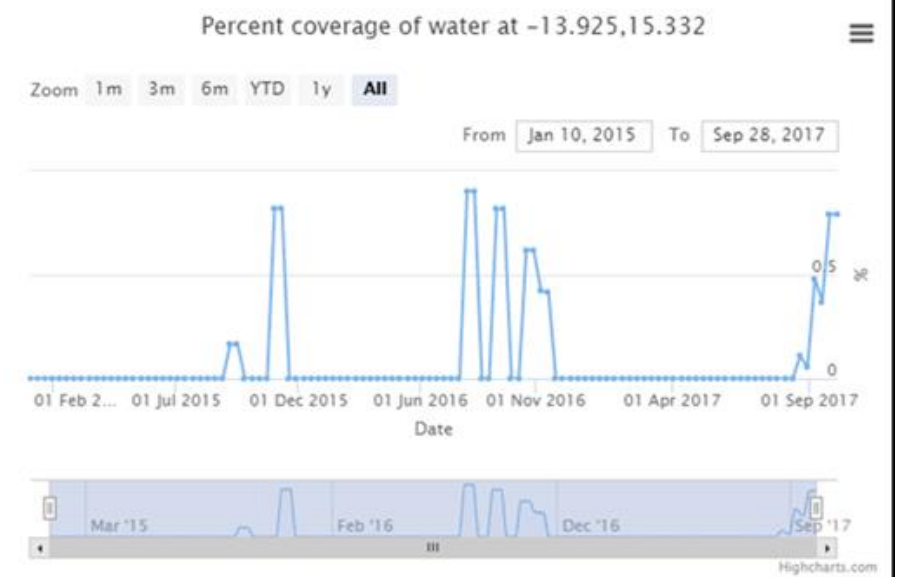 Percent coverage of water at -13.925,15.332
Zoom 1m 3m 6m YTD 1y All
From Jan 10, 2015 To Sep 28, 2017
0.5
%
0
01 Feb 2... 01 Jul 2015 01 Dec 2015 01 Jun 2016 01 Nov 2016 01 Apr 2017 01 Sep 2017
Date
Mar '15 Feb '16 Dec '16 Sep '17
Highcharts.com